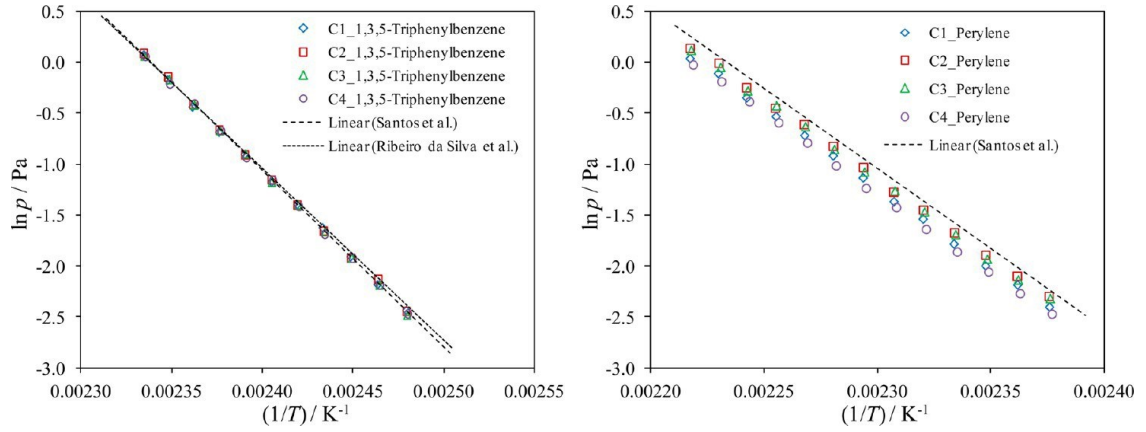 0.5
0.0
-0.5
-1.0
-1.5
-2.0
-2.5
-3.0
ln p / Pa
C1_1,3,5-Triphenylbenzene
C2_1,3,5-Triphenylbenzene
C3_1,3,5-Triphenylbenzene
C4_1,3,5-Triphenylbenzene
Linear (Santos et al.)
Linear (Ribeiro da Silva et al.)
0.00230 0.00235 0.00240 0.00245 0.00250 0.00255
(1/T) / K-1
0.5
0.0
-0.5
-1.0
-1.5
-2.0
-2.5
-3.0
ln p / Pa
C1_Perylene
C2_Perylene
C3_Perylene
C4_Perylene
Linear (Santos et al.)
0.00220 0.00225 0.00230 0.00235 0.00240
(1/T) / K-1